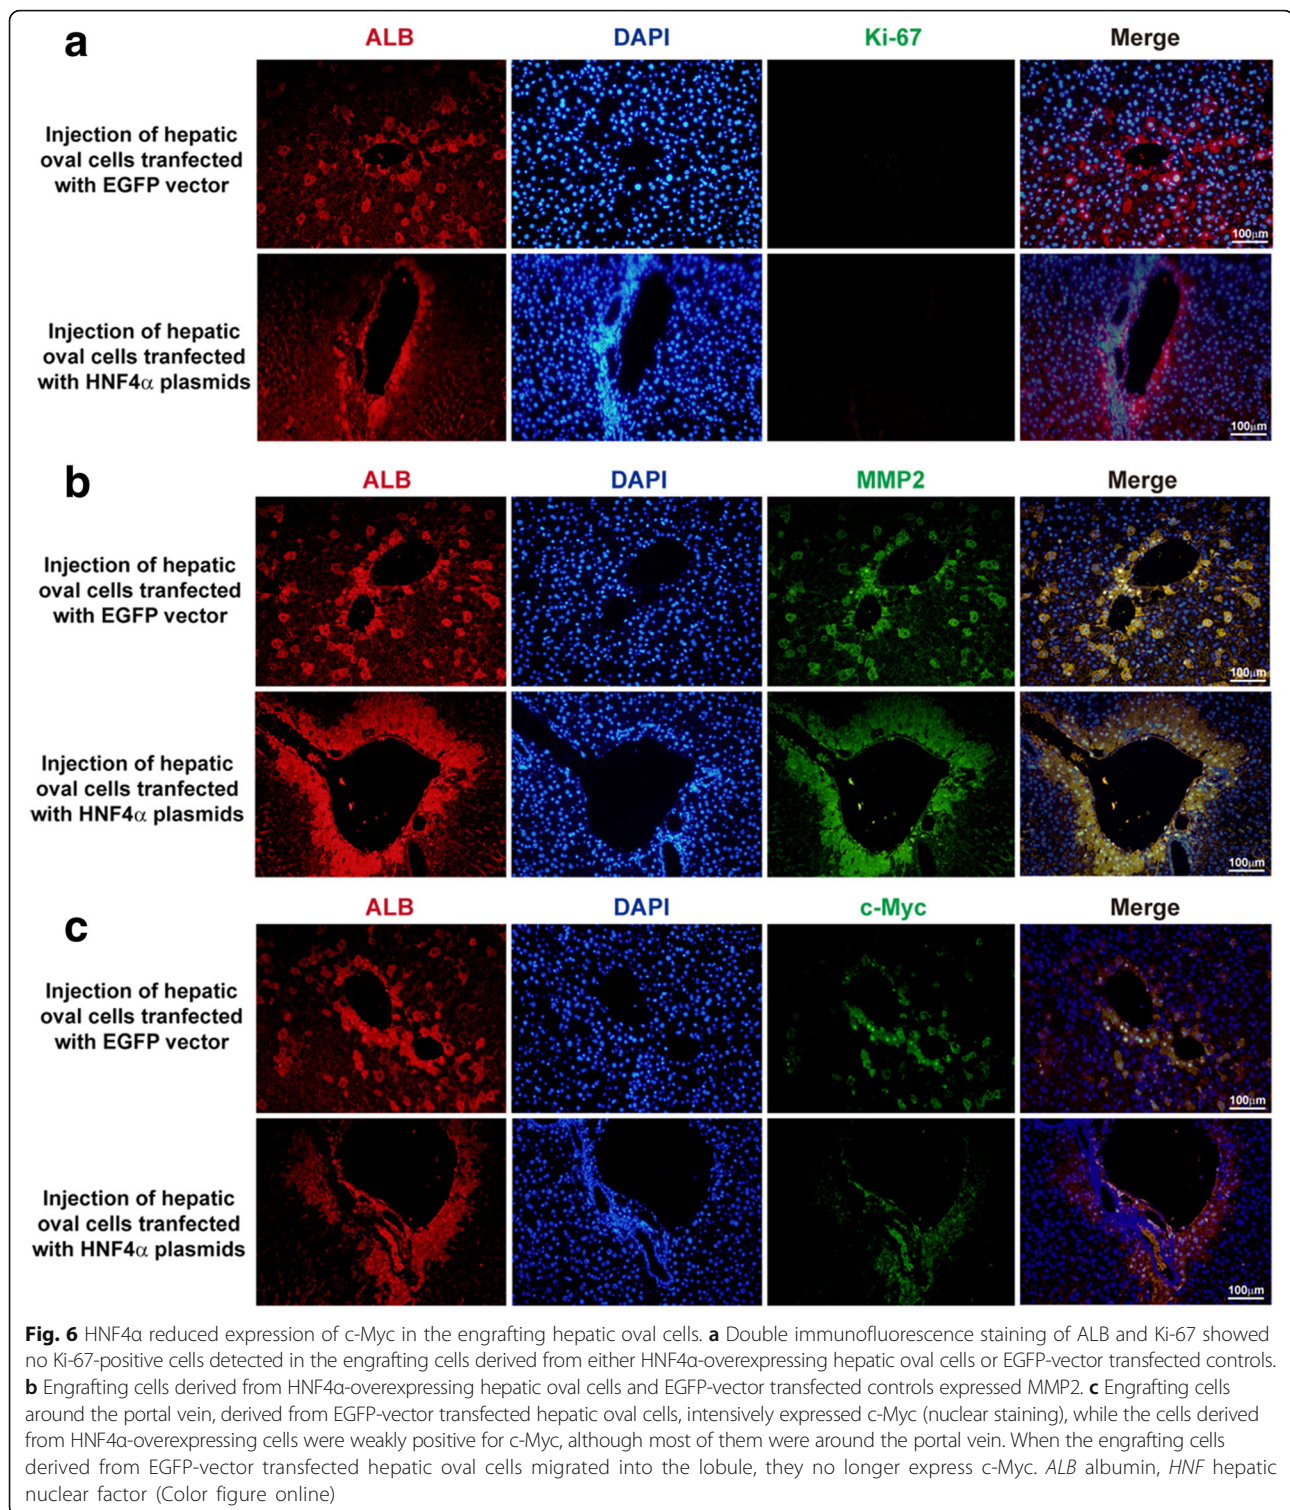 a
ALB DAPI Ki-67 Merge
Injection of hepatic
oval cells tranfected
with EGFP vector
100µm
Injection of hepatic
oval cells tranfected
with HNF4α plasmids
100µm
b
ALB DAPI MMP2 Merge
Injection of hepatic
oval cells tranfected
with EGFP vector
100µm
Injection of hepatic
oval cells tranfected
with HNF4α plasmids
100µm
c
ALB DAPI c-Myc Merge
Injection of hepatic
oval cells tranfected
with EGFP vector
100µm
Injection of hepatic
oval cells tranfected
with HNF4α plasmids
100µm
Fig. 6 HNF4α reduced expression of c-Myc in the engrafting hepatic oval cells. a Double immunofluorescence staining of ALB and Ki-67 showed
no Ki-67-positive cells detected in the engrafting cells derived from either HNF4α-overexpressing hepatic oval cells or EGFP-vector transfected controls.
b Engrafting cells derived from HNF4α-overexpressing hepatic oval cells and EGFP-vector transfected controls expressed MMP2. c Engrafting cells
around the portal vein, derived from EGFP-vector transfected hepatic oval cells, intensively expressed c-Myc (nuclear staining), while the cells derived
from HNF4α-overexpressing cells were weakly positive for c-Myc, although most of them were around the portal vein. When the engrafting cells
derived from EGFP-vector transfected hepatic oval cells migrated into the lobule, they no longer express c-Myc. ALB albumin, HNF hepatic
nuclear factor (Color figure online)